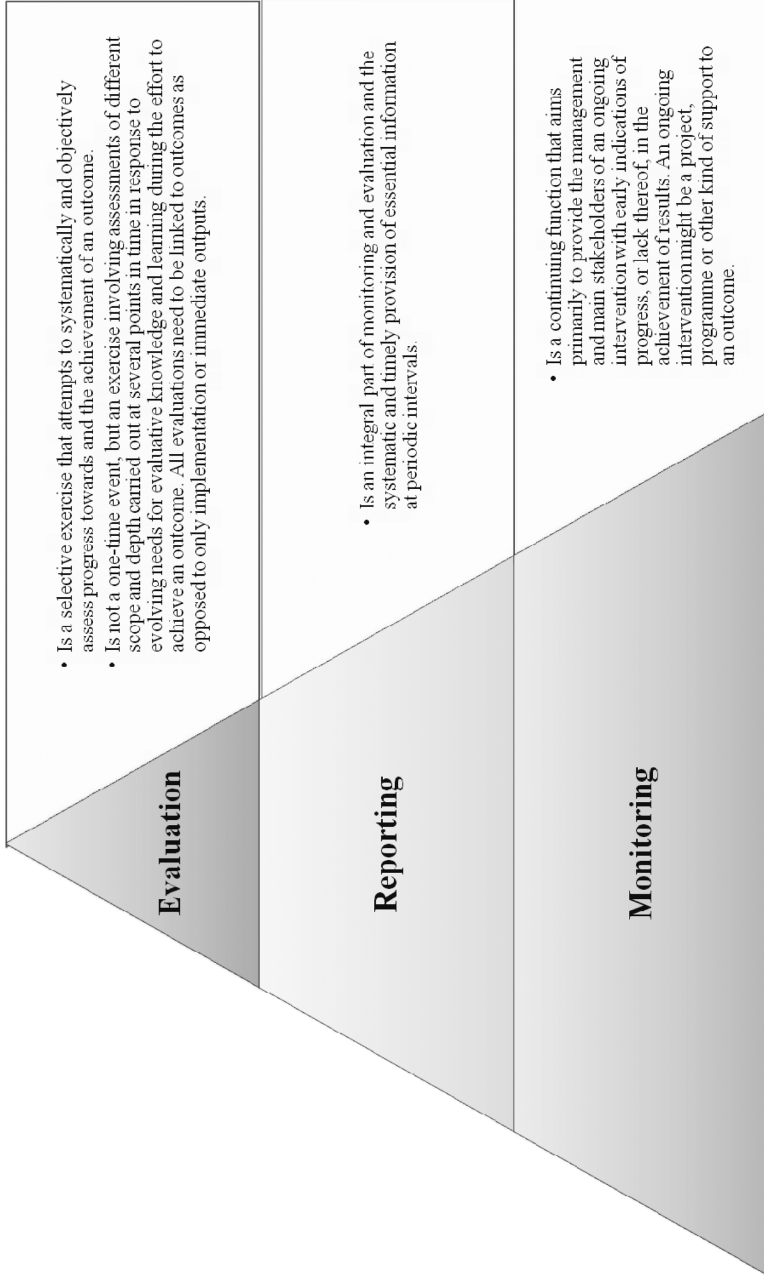 Evaluation
• Is a selective exercise that attempts to systematically and objectively
assess progress towards and the achievement of an outcome.
• Is not a one-time event, but an exercise involving assessments of different
scope and depth carried out at several points in time in response to
evolving needs for evaluative knowledge and learning during the effort to
achieve an outcome. All evaluations need to be linked to outcomes as
opposed to only implementation or immediate outputs.
Reporting
• Is an integral part of monitoring and evaluation and the
systematic and timely provision of essential information
at periodic intervals.
Monitoring
• Is a continuing function that aims
primarily to provide the management
and main stakeholders of an ongoing
intervention with early indications of
progress, or lack thereof, in the
achievement of results. An ongoing
intervention might be a project,
programme or other kind of support to
an outcome.